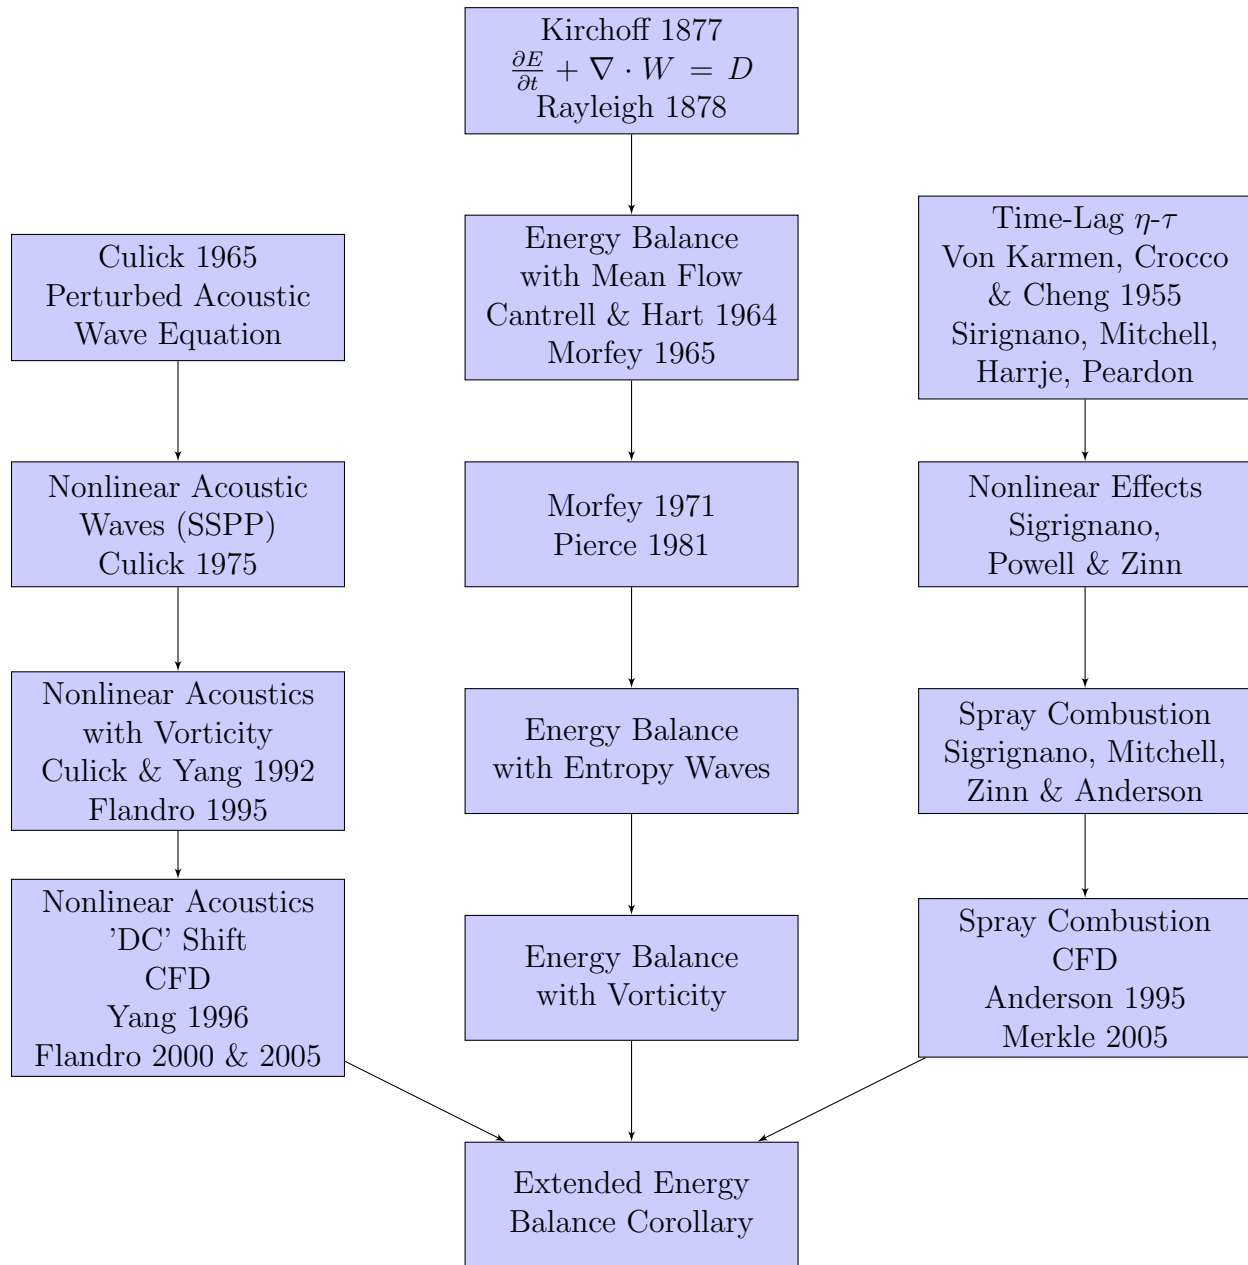 Kirchoff 1877
∂E/∂t + ∇ · W = D
Rayleigh 1878
Culick 1965
Perturbed Acoustic
Wave Equation
Energy Balance
with Mean Flow
Cantrell & Hart 1964
Morfey 1965
Time-Lag η-τ
Von Karmen, Crocco
& Cheng 1955
Sirignano, Mitchell,
Harrje, Peardon
Nonlinear Acoustic
Waves (SSPP)
Culick 1975
Morfey 1971
Pierce 1981
Nonlinear Effects
Sigrignano,
Powell & Zinn
Nonlinear Acoustics
with Vorticity
Culick & Yang 1992
Flandro 1995
Energy Balance
with Entropy Waves
Spray Combustion
Sigrignano, Mitchell,
Zinn & Anderson
Nonlinear Acoustics
’DC’ Shift
CFD
Yang 1996
Flandro 2000 & 2005
Energy Balance
with Vorticity
Spray Combustion
CFD
Anderson 1995
Merkle 2005
Extended Energy
Balance Corollary